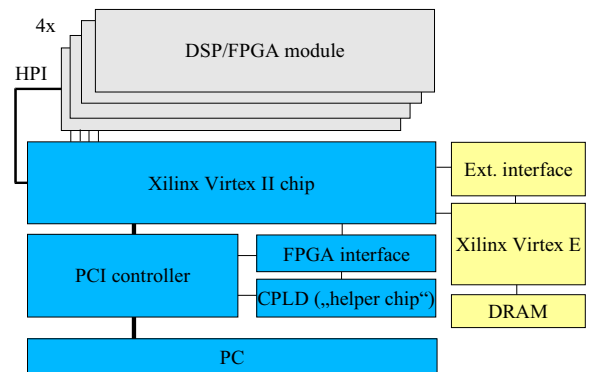 4x
DSP/FPGA module
HPI
Xilinx Virtex II chip
Ext. interface
FPGA interface
Xilinx Virtex E
PCI controller
CPLD („helper chip“)
DRAM
PC